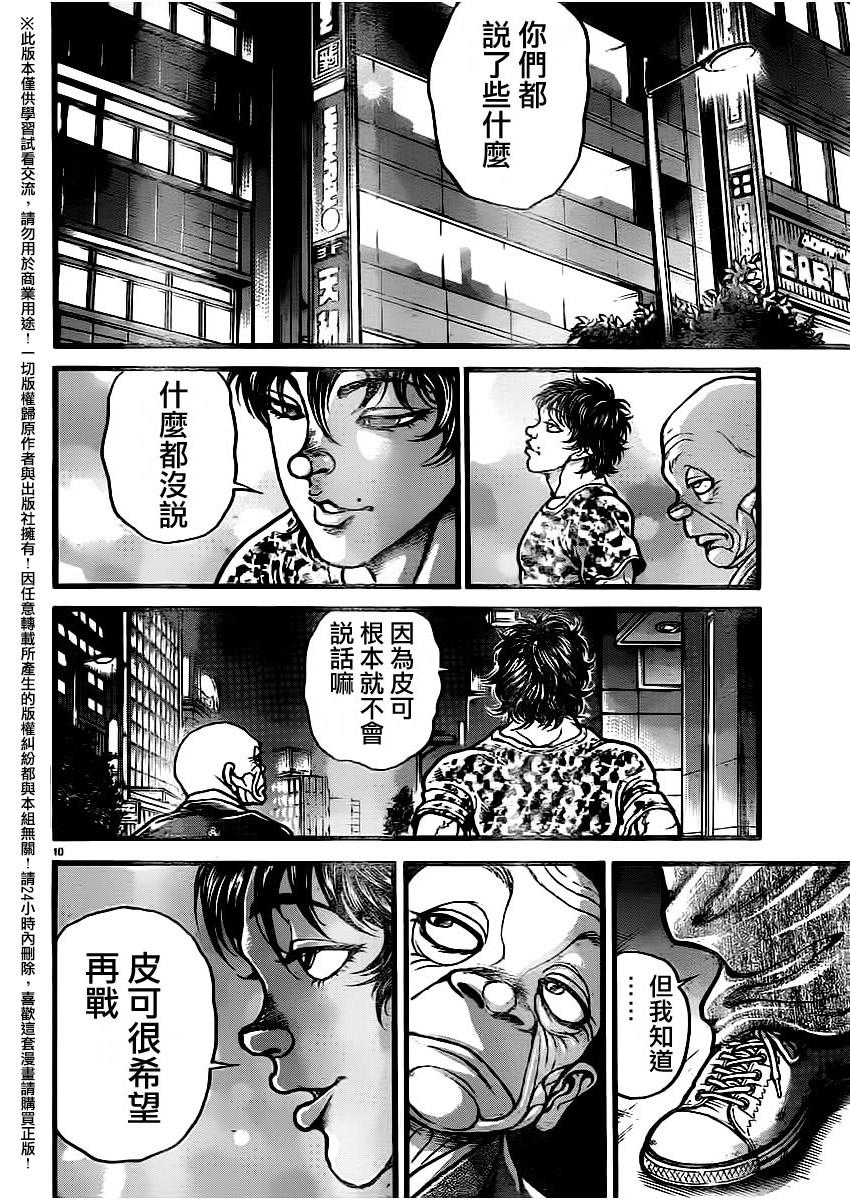 你們都
說了些什麼
3F
天
EARL
什麼都沒說
因為皮可
根本就不會
說話嘛
10
但我知道
……
皮可很希望
再戰
※此版本僅供學習試看交流，請勿用於商業用途！一切版權歸原作者與出版社擁有！因任意轉載所產生的版權糾紛都與本組無關！請24小時內刪除，喜歡這套漫畫請購買正版！